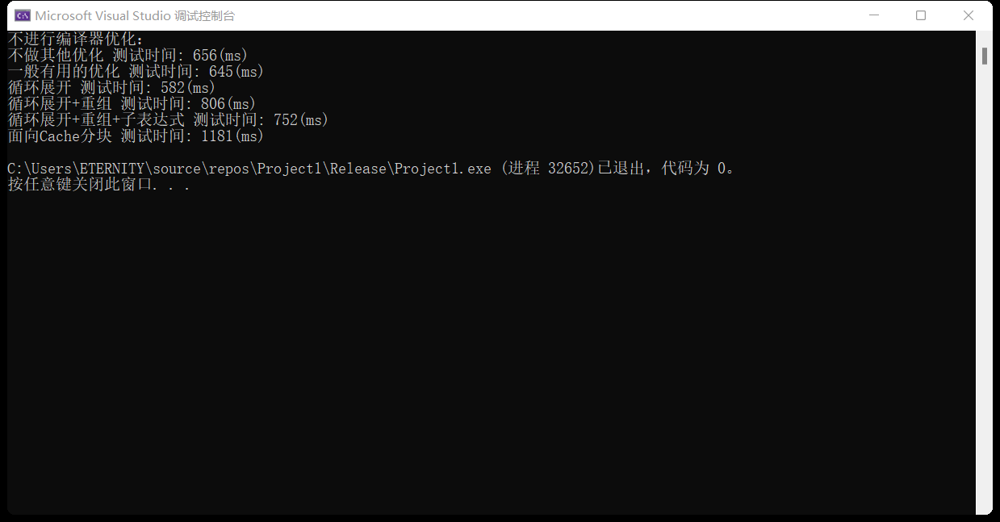 Microsoft Visual Studio 调试控制台
不进行编译器优化：
不做其他优化 测试时间: 656(ms)
一般有用的优化 测试时间: 645(ms)
循环展开 测试时间: 582(ms)
循环展开+重组 测试时间: 806(ms)
循环展开+重组+子表达式 测试时间: 752(ms)
面向Cache分块 测试时间: 1181(ms)
C:\Users\ETERNITY\source\repos\Project1\Release\Project1.exe (进程 32652)已退出，代码为 0。
按任意键关闭此窗口. . .